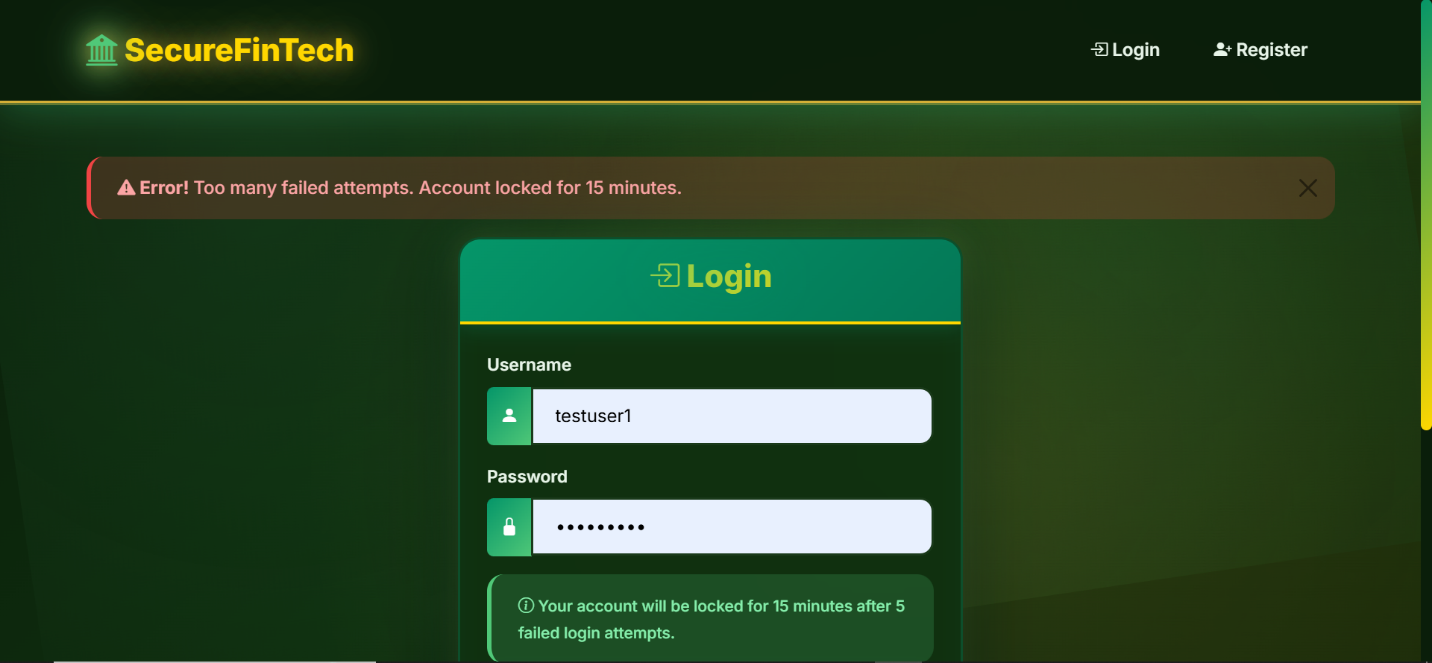 SecureFinTech
Login
Register
Error! Too many failed attempts. Account locked for 15 minutes.
Login
Username
testuser1
Password
•••••••••
Your account will be locked for 15 minutes after 5
failed login attempts.